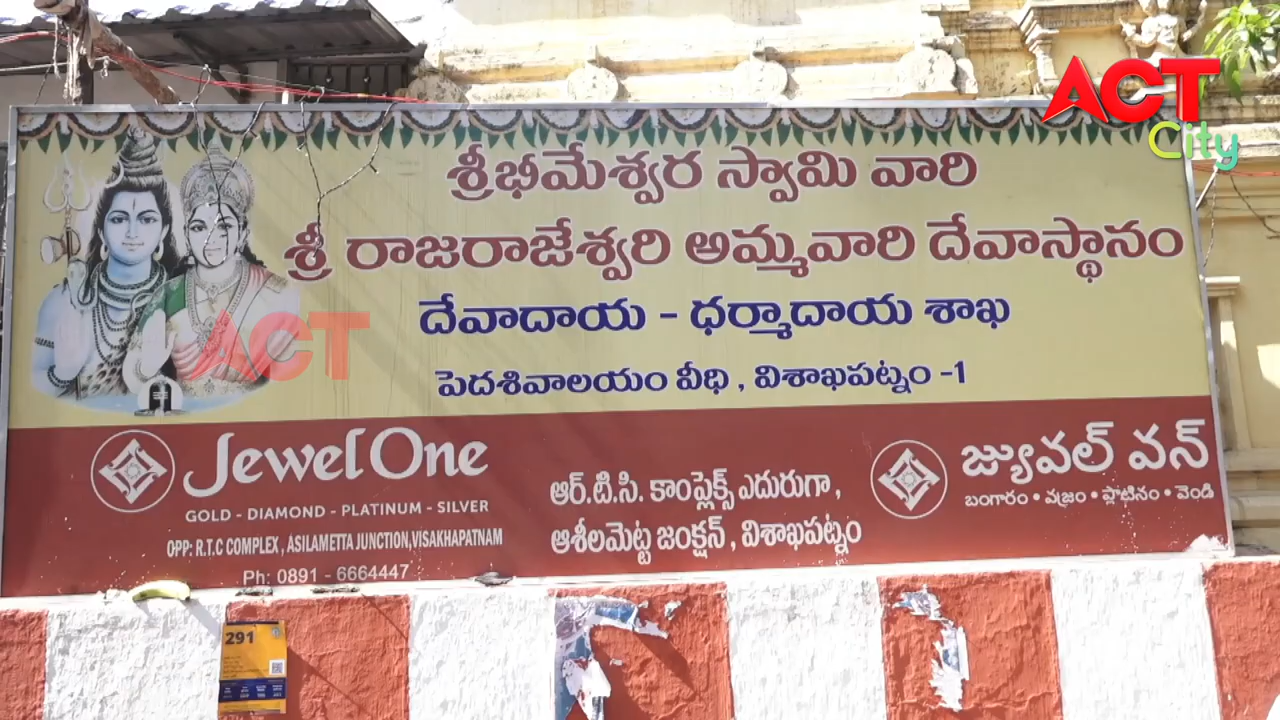 ACT
City
శ్రీభీమేశ్వర స్వామి వారి
శ్రీ రాజరాజేశ్వరి అమ్మవారి దేవాస్థానం
దేవాదాయ - ధర్మాదాయ శాఖ
ACT
పెదశివాలయం వీధి , విశాఖపట్నం -1
JewelOne
GOLD - DIAMOND - PLATINUM - SILVER
OPP: R.T.C COMPLEX , ASILAMETTA JUNCTION,VISAKHAPATNAM
Ph: 0891 - 6664447
ఆర్.టి.సి. కాంప్లెక్స్ ఎదురుగా ,
ఆశీలమెట్ట జంక్షన్ , విశాఖపట్నం
జ్యువల్ వన్
బంగారం • వజ్రం • ప్లాటినం • వెండి
291